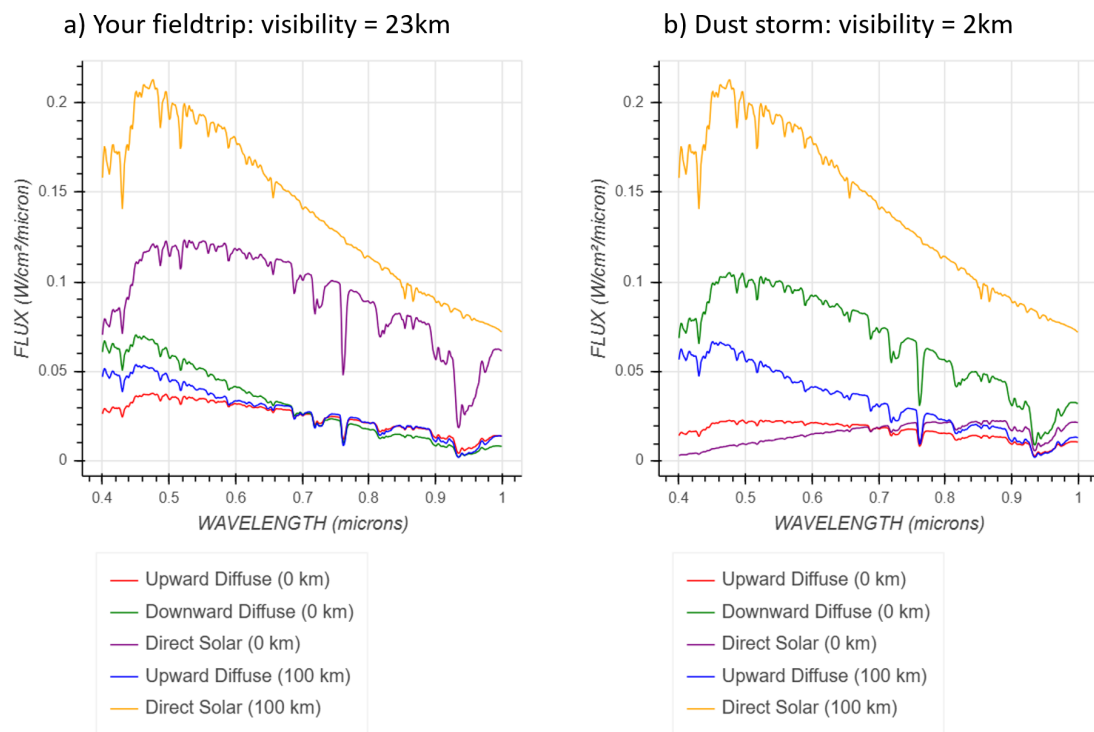 a) Your fieldtrip: visibility = 23km
FLUX (W/cm²/micron)
0.2
0.15
0.1
0.05
0
0.4 0.5 0.6 0.7 0.8 0.9 1
WAVELENGTH (microns)
Upward Diffuse (0 km)
Downward Diffuse (0 km)
Direct Solar (0 km)
Upward Diffuse (100 km)
Direct Solar (100 km)
b) Dust storm: visibility = 2km
FLUX (W/cm²/micron)
0.2
0.15
0.1
0.05
0
0.4 0.5 0.6 0.7 0.8 0.9 1
WAVELENGTH (microns)
Upward Diffuse (0 km)
Downward Diffuse (0 km)
Direct Solar (0 km)
Upward Diffuse (100 km)
Direct Solar (100 km)